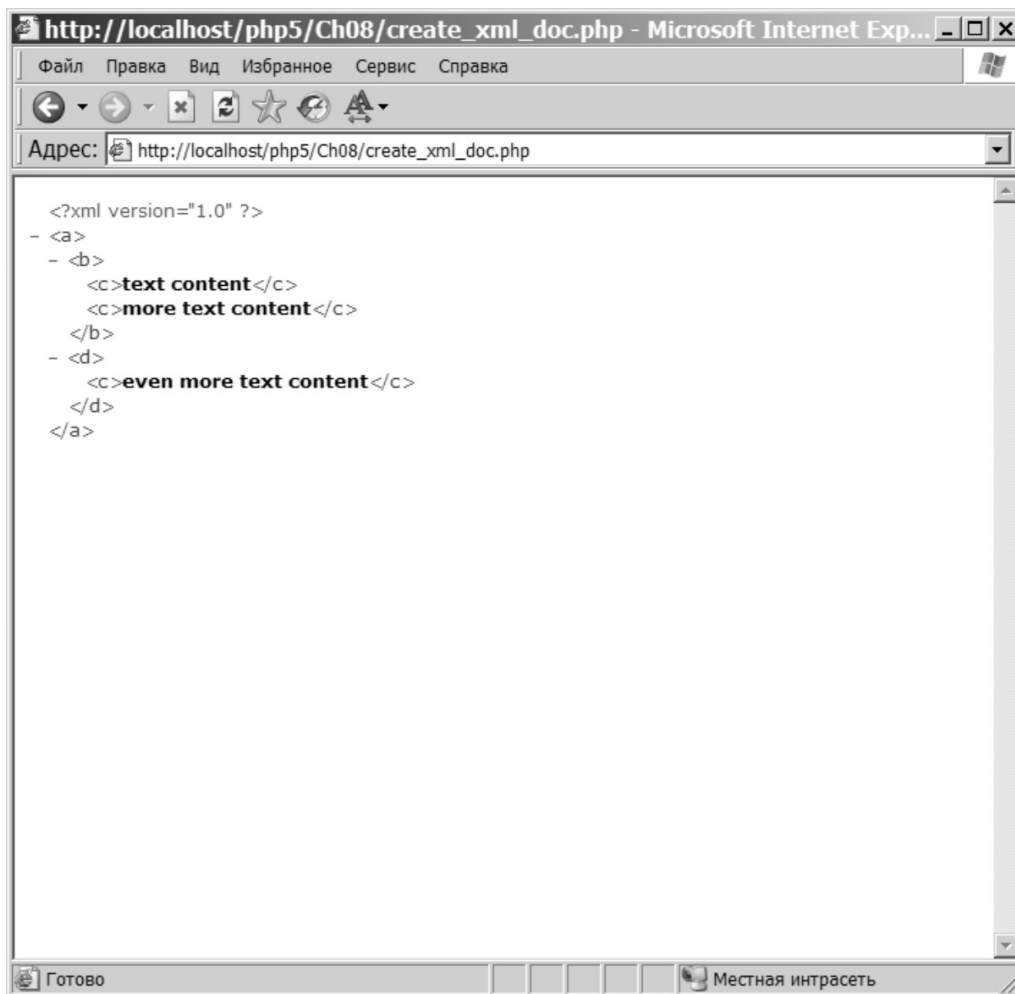 http://localhost/php5/Ch08/create_xml_doc.php - Microsoft Internet Exp...
Файл Правка Вид Избранное Сервис Справка
Адрес: http://localhost/php5/Ch08/create_xml_doc.php
<?xml version="1.0" ?>
- <a>
- <b>
<c>text content</c>
<c>more text content</c>
</b>
- <d>
<c>even more text content</c>
</d>
</a>
Готово Местная интрасеть